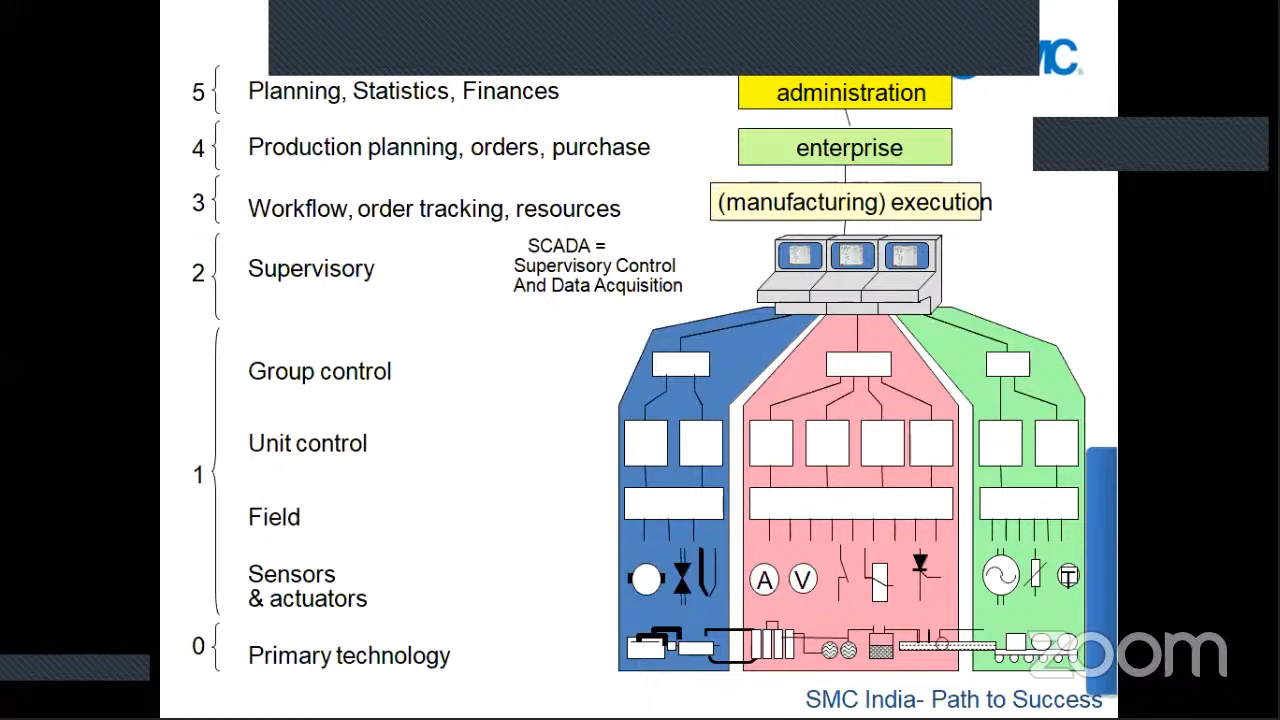 5 Planning, Statistics, Finances administration
4 Production planning, orders, purchase enterprise
3 Workflow, order tracking, resources (manufacturing) execution
2 Supervisory
SCADA =
Supervisory Control
And Data Acquisition
Group control
Unit control
1
Field
Sensors
& actuators
A V T
0 Primary technology
zoom
SMC India- Path to Success